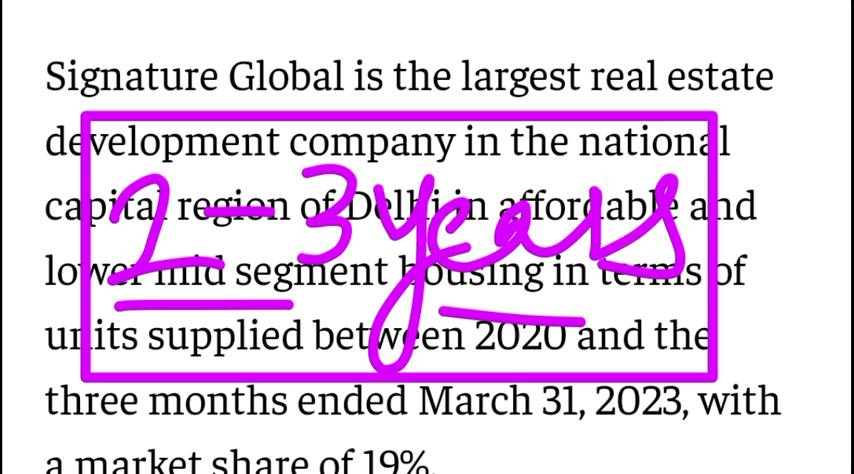 Signature Global is the largest real estate
development company in the national
capital region of Delhi in affordable and
2-3 years
lower mid segment housing in terms of
units supplied between 2020 and the
three months ended March 31, 2023, with
a market share of 19%.